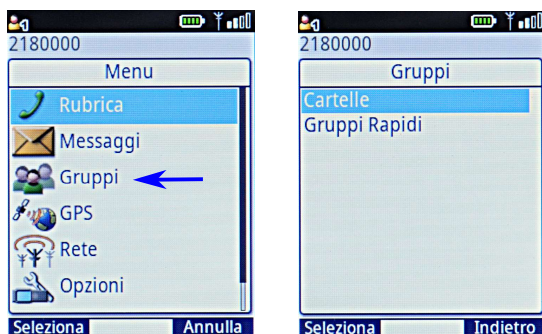 2180000
Menu
Rubrica
Messaggi
Gruppi
GPS
Rete
Opzioni
Seleziona Annulla
2180000
Gruppi
Cartelle
Gruppi Rapidi
Seleziona Indietro